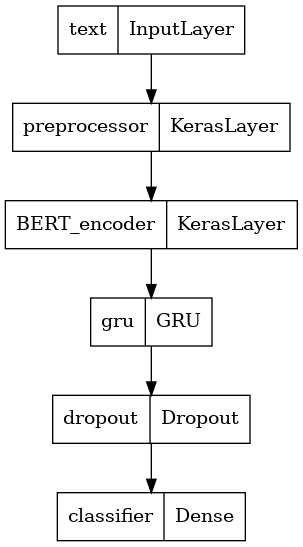 text InputLayer
preprocessor KerasLayer
BERT_encoder KerasLayer
gru GRU
dropout Dropout
classifier Dense